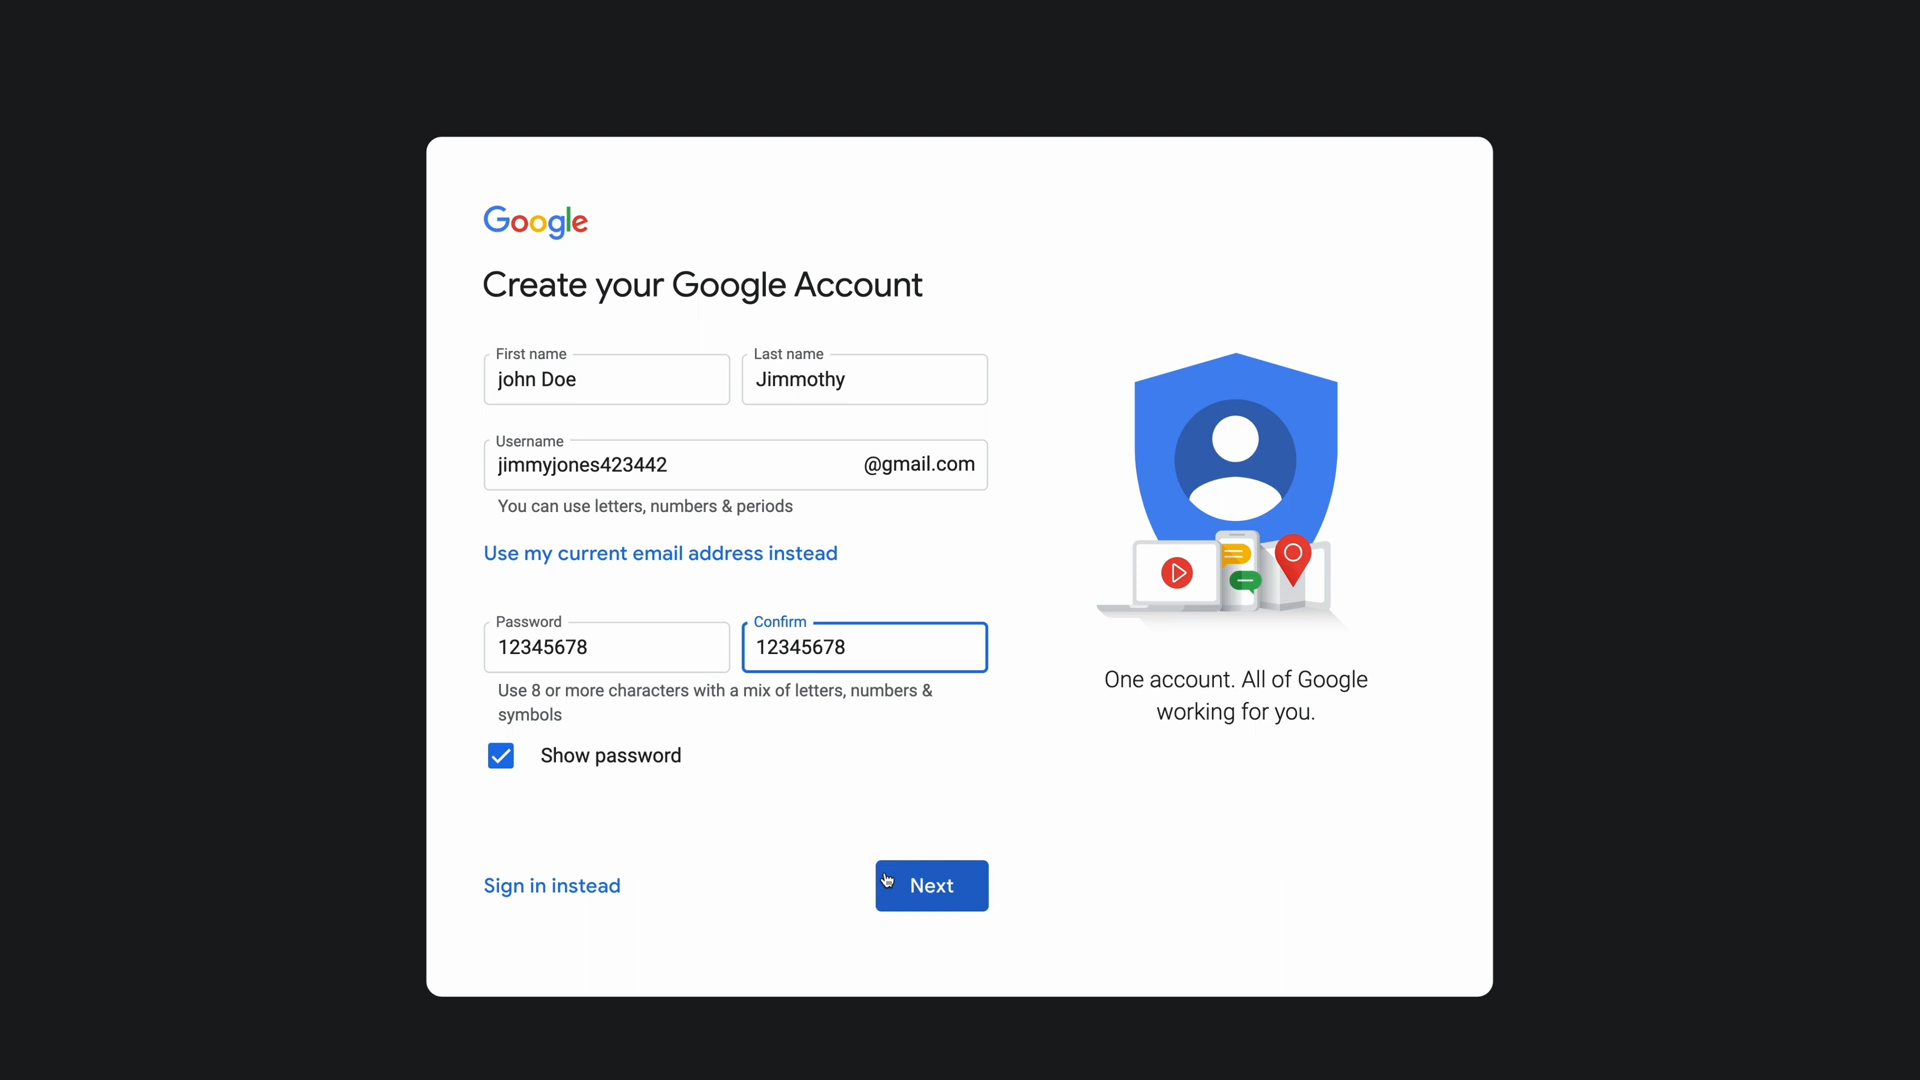 Google
Create your Google Account
First name
john Doe
Last name
Jimmothy
Username
jimmyjones423442
@gmail.com
You can use letters, numbers & periods
Use my current email address instead
Password
12345678
Confirm
12345678
Use 8 or more characters with a mix of letters, numbers &
symbols
Show password
Sign in instead
Next
One account. All of Google
working for you.